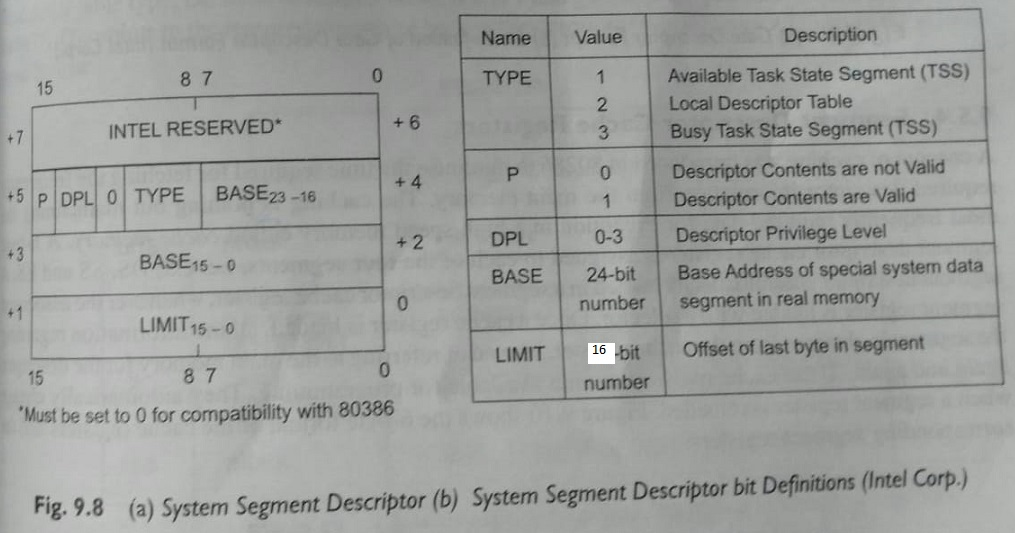 15 8 7 0
+7 INTEL RESERVED* +6
+5 P DPL 0 TYPE BASE23 –16 +4
+3 BASE15 – 0 +2
+1 LIMIT15 – 0 0
15 8 7 0
*Must be set to 0 for compatibility with 80386
Name Value Description
TYPE 1 Available Task State Segment (TSS)
2 Local Descriptor Table
3 Busy Task State Segment (TSS)
P 0 Descriptor Contents are not Valid
1 Descriptor Contents are Valid
DPL 0-3 Descriptor Privilege Level
BASE 24-bit Base Address of special system data
number segment in real memory
LIMIT 16-bit Offset of last byte in segment
number
Fig. 9.8 (a) System Segment Descriptor (b) System Segment Descriptor bit Definitions (Intel Corp.)